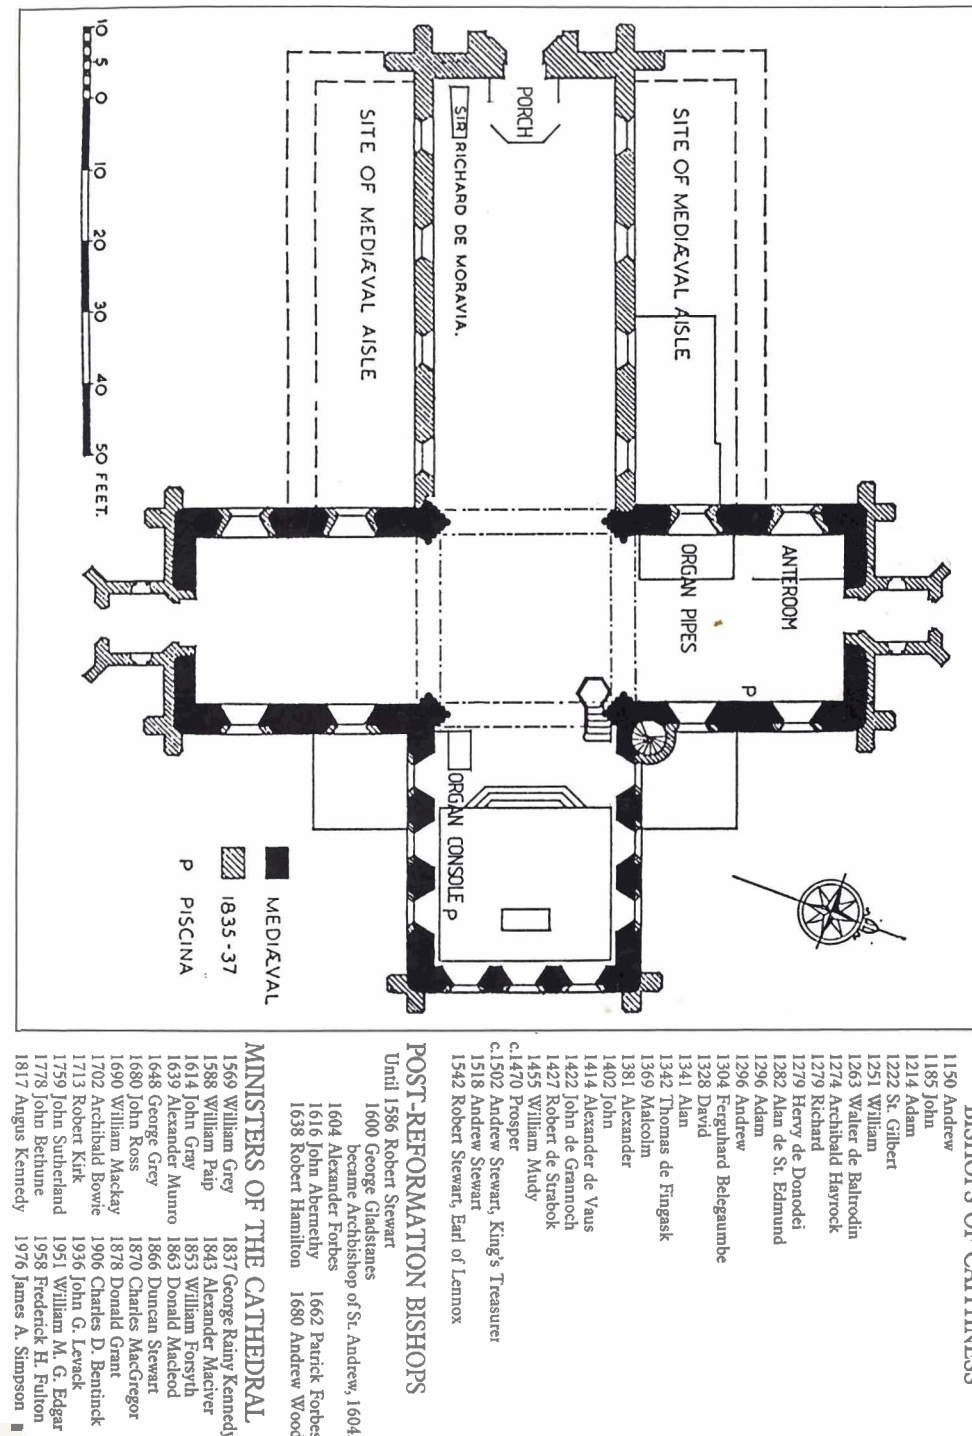 SITE OF MEDIÆVAL AISLE
SITE OF MEDIÆVAL AISLE
PORCH
SIR RICHARD DE MORAVIA.
10 5 0 10 20 30 40 50 FEET.
ANTEROOM
ORGAN PIPES
P
ORGAN CONSOLE
P
MEDIÆVAL
1835-37
P PISCINA
BISHOPS OF CAITHNESS
1150 Andrew
1185 John
1214 Adam
1222 St. Gilbert
1251 William
1263 Walter de Baltrodin
1274 Archibald Hayrock
1279 Richard
1279 Hervy de Donodei
1282 Alan de St. Edmund
1296 Adam
1296 Andrew
1304 Ferguhard Belegaumbe
1328 David
1341 Alan
1342 Thomas de Fingask
1369 Malcolm
1381 Alexander
1402 John
1414 Alexander de Vaus
1422 John de Grannoch
1427 Robert de Strabok
1455 William Mudy
c.1470 Prosper
c.1502 Andrew Stewart, King's Treasurer
1518 Andrew Stewart
1542 Robert Stewart, Earl of Lennox
POST-REFORMATION BISHOPS
Until 1586 Robert Stewart
1600 George Gladstanes
became Archbishop of St. Andrew, 1604.
1604 Alexander Forbes
1616 John Abernethy 1662 Patrick Forbes
1638 Robert Hamilton 1680 Andrew Wood
MINISTERS OF THE CATHEDRAL
1569 William Grey
1588 William Paip
1614 John Gray
1639 Alexander Munro
1648 George Grey
1680 John Ross
1690 William Mackay
1702 Archibald Bowie
1713 Robert Kirk
1759 John Sutherland
1778 John Bethune
1817 Angus Kennedy
1837 George Rainy Kennedy
1843 Alexander Maciver
1853 William Forsyth
1863 Donald Macleod
1866 Duncan Stewart
1870 Charles MacGregor
1878 Donald Grant
1906 Charles D. Bentinck
1936 John G. Levack
1951 William M. G. Edgar
1958 Frederick H. Fulton
1976 James A. Simpson